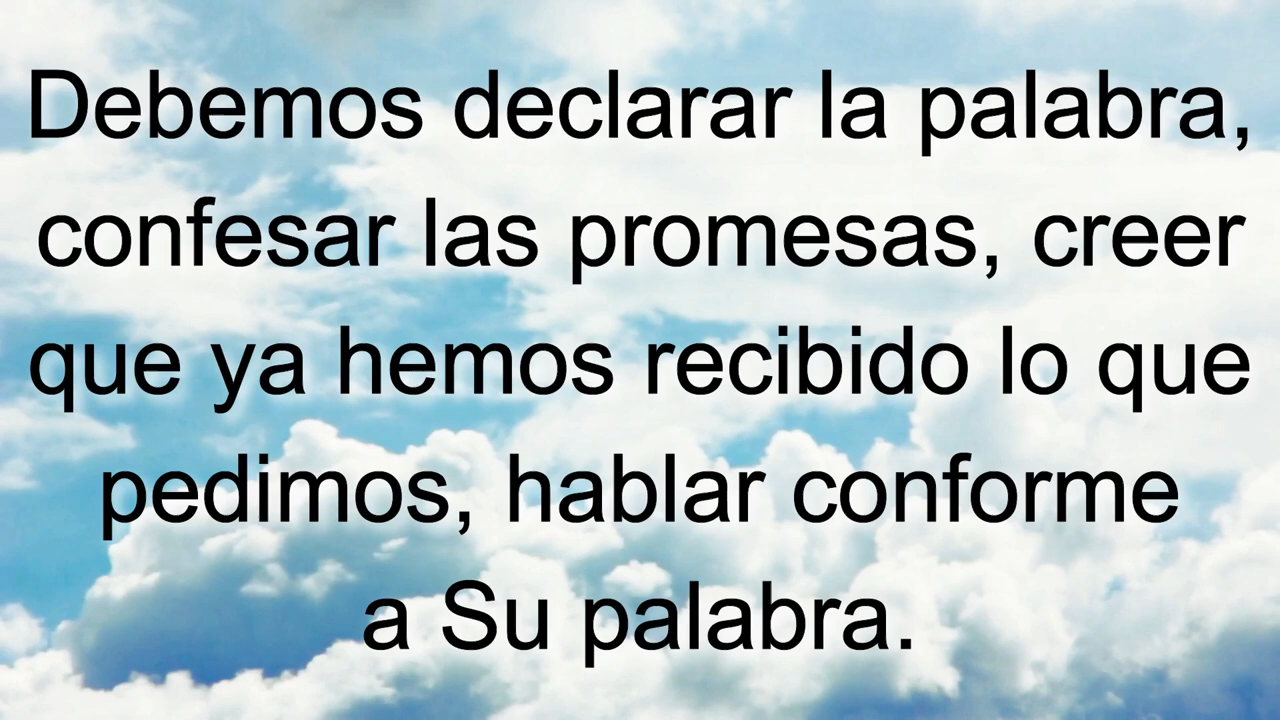 Debemos declarar la palabra,
confesar las promesas, creer
que ya hemos recibido lo que
pedimos, hablar conforme
a Su palabra.